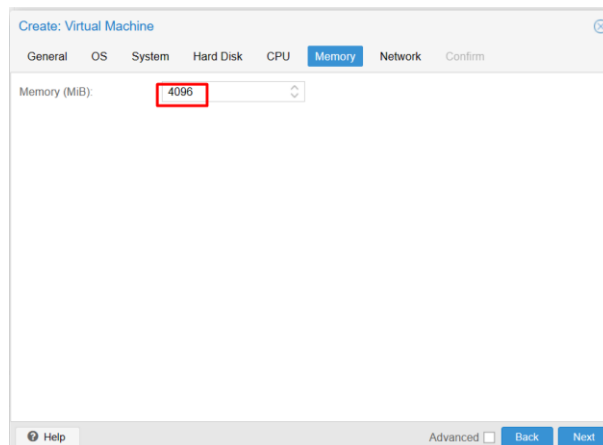 Create: Virtual Machine
General OS System Hard Disk CPU Memory Network Confirm
Memory (MiB): 4096
Help Advanced Back Next